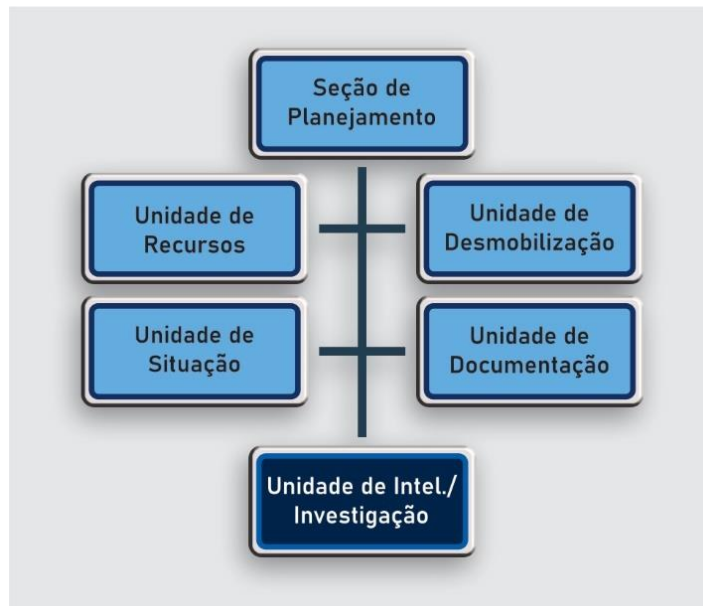 Seção de
Planejamento
Unidade de
Recursos
Unidade de
Desmobilização
Unidade de
Situação
Unidade de
Documentação
Unidade de Intel./
Investigação